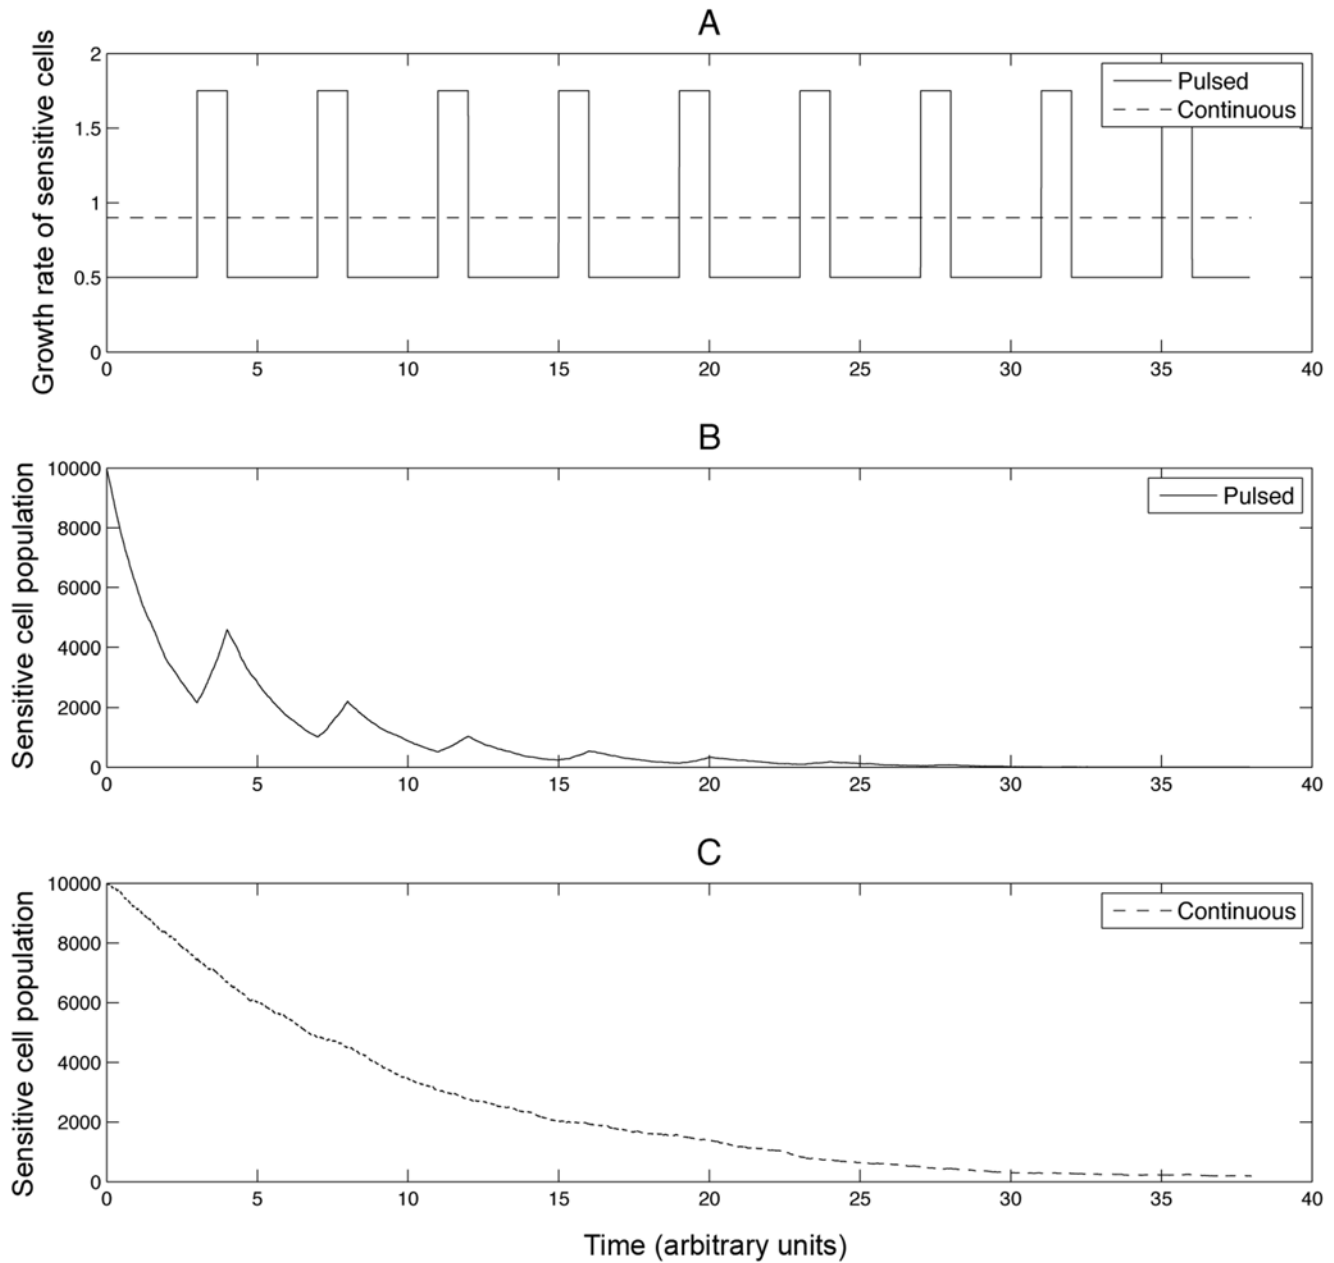 A
Growth rate of sensitive cells
2
1.5
1
0.5
0
Pulsed
Continuous
0 5 10 15 20 25 30 35 40
B
Sensitive cell population
10000
8000
6000
4000
2000
0
Pulsed
0 5 10 15 20 25 30 35 40
C
Sensitive cell population
10000
8000
6000
4000
2000
0
Continuous
0 5 10 15 20 25 30 35 40
Time (arbitrary units)